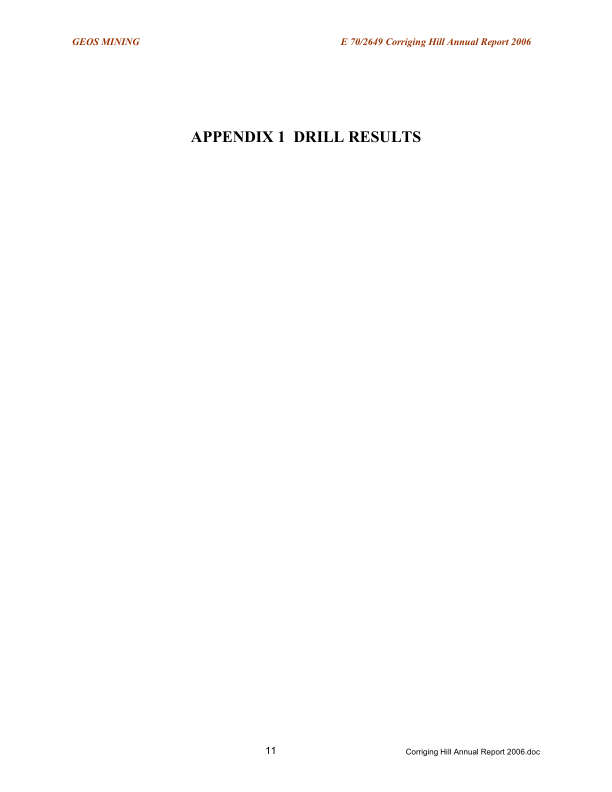 GEOS MINING E 70/2649 Corriging Hill Annual Report 2006
APPENDIX 1 DRILL RESULTS
11 Corriging Hill Annual Report 2006.doc